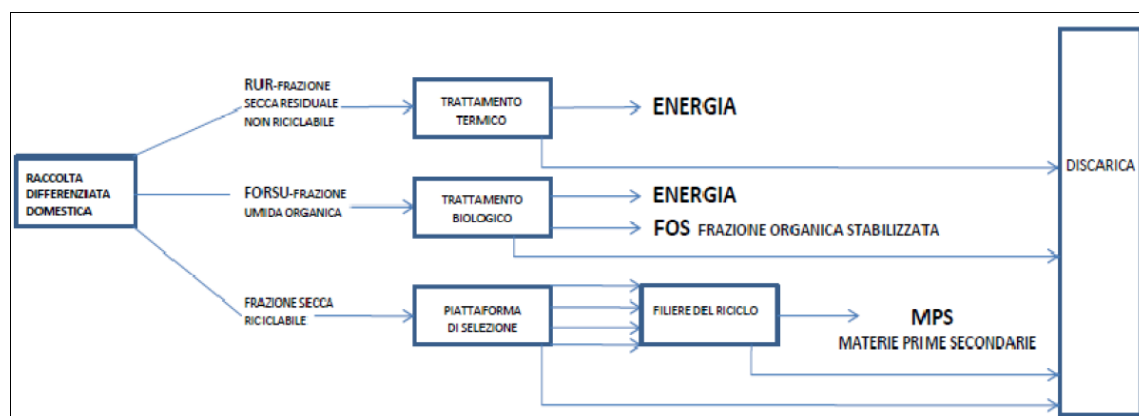 RUR-FRAZIONE
SECCA RESIDUALE
NON RICICLABILE
TRATTAMENTO
TERMICO
ENERGIA
RACCOLTA
DIFFERENZIATA
DOMESTICA
DISCARICA
FORSU-FRAZIONE
UMIDA ORGANICA
TRATTAMENTO
BIOLOGICO
ENERGIA
FOS FRAZIONE ORGANICA STABILIZZATA
FRAZIONE SECCA
RICICLABILE
PIATTAFORMA
DI SELEZIONE
FILIERE DEL RICICLO
MPS
MATERIE PRIME SECONDARIE